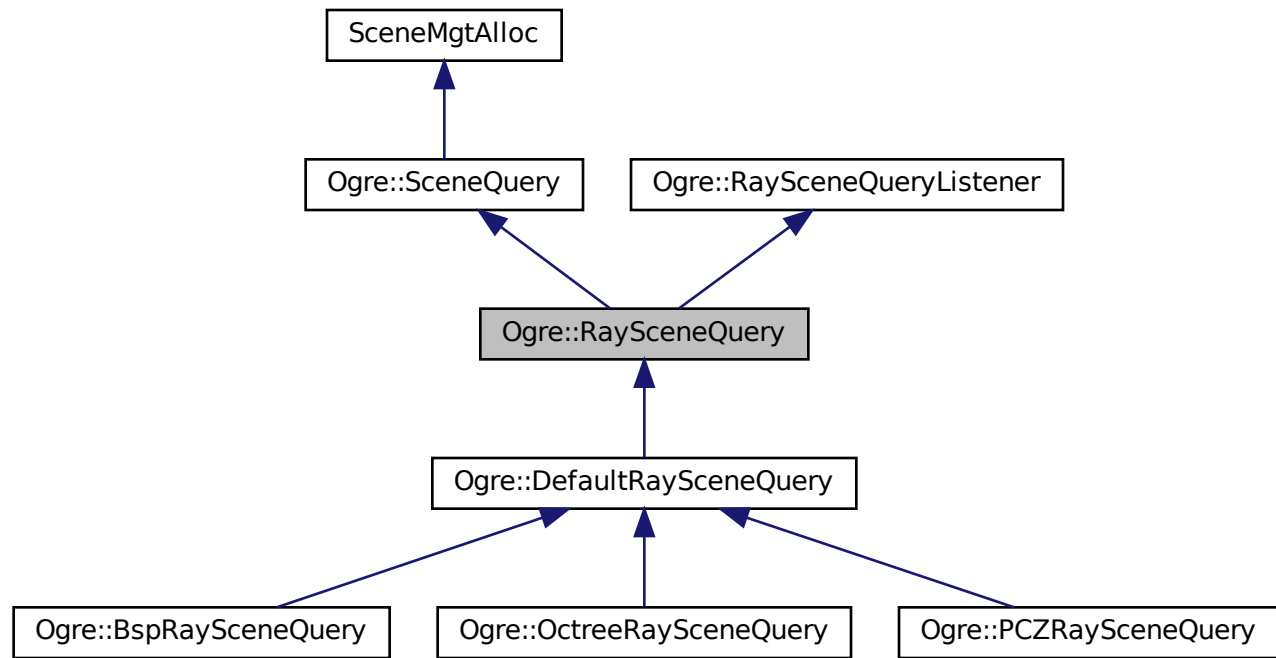 SceneMgtAlloc
Ogre::SceneQuery
Ogre::RaySceneQueryListener
Ogre::RaySceneQuery
Ogre::DefaultRaySceneQuery
Ogre::BspRaySceneQuery
Ogre::OctreeRaySceneQuery
Ogre::PCZRaySceneQuery